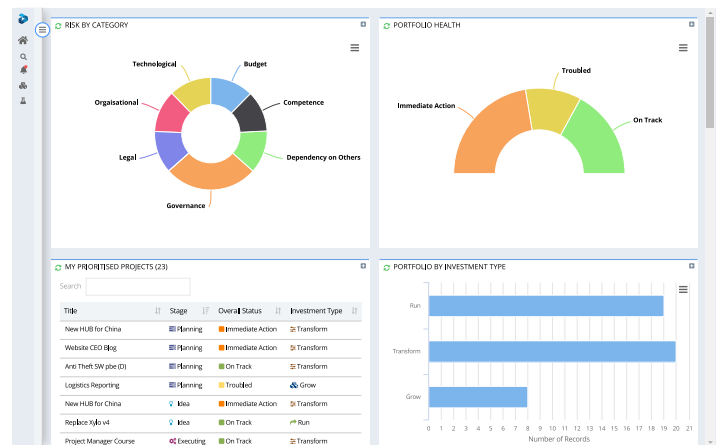 RISK BY CATEGORY
Technological
Budget
Orgaisational
Competence
Legal
Dependency on Others
Governance
PORTFOLIO HEALTH
Troubled
Immediate Action
On Track
MY PRIORITISED PROJECTS (23)
Search
Title Stage Overall Status Investment Type
New HUB for China Planning Immediate Action Transform
Website CEO Blog Planning Immediate Action Transform
Anti Theft SW pbe (D) Planning On Track Transform
Logistics Reporting Planning Troubled Grow
New HUB for China Idea Immediate Action Transform
Replace Xylo v4 Idea On Track Run
Project Manager Course Executing On Track Transform
PORTFOLIO BY INVESTMENT TYPE
Run
Transform
Grow
0 1 2 3 4 5 6 7 8 9 10 11 12 13 14 15 16 17 18 19 20 21
Number of Records